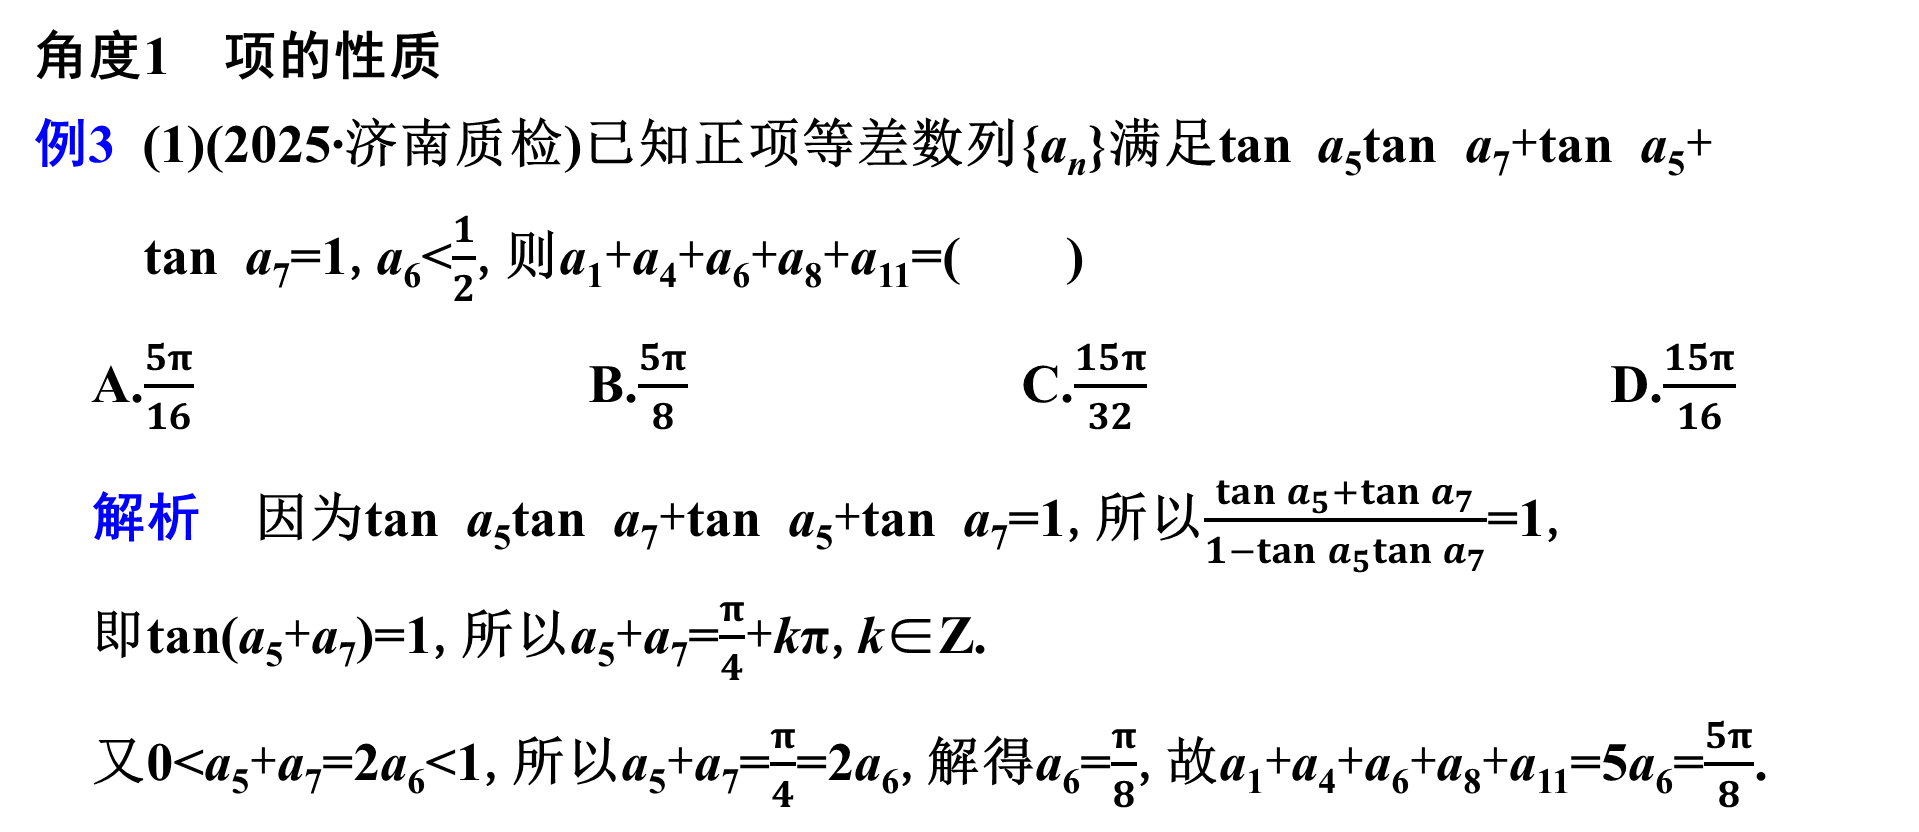 角度1 项的性质
例3 (1)(2025·济南质检)已知正项等差数列{aₙ}满足tan a₅tan a₇+tan a₅+
tan a₇=1, a₆<1/2, 则a₁+a₄+a₆+a₈+a₁₁=( )
A.5π/16 B.5π/8 C.15π/32 D.15π/16
解析 因为tan a₅tan a₇+tan a₅+tan a₇=1, 所以(tan a₅+tan a₇)/(1−tan a₅tan a₇)=1,
即tan(a₅+a₇)=1, 所以a₅+a₇=π/4+kπ, k∈Z.
又0<a₅+a₇=2a₆<1, 所以a₅+a₇=π/4=2a₆, 解得a₆=π/8, 故a₁+a₄+a₆+a₈+a₁₁=5a₆=5π/8.